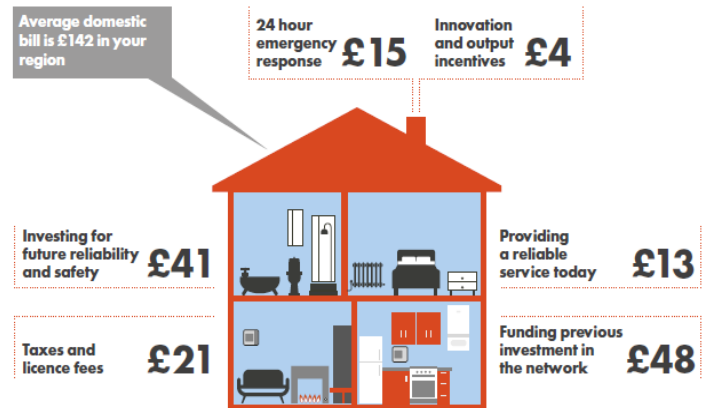 Average domestic
bill is £142 in your
region
24 hour
emergency
response
£15
Innovation
and output
incentives
£4
Investing for
future reliability
and safety
£41
Providing
a reliable
service today
£13
Taxes and
licence fees
£21
Funding previous
investment in
the network
£48